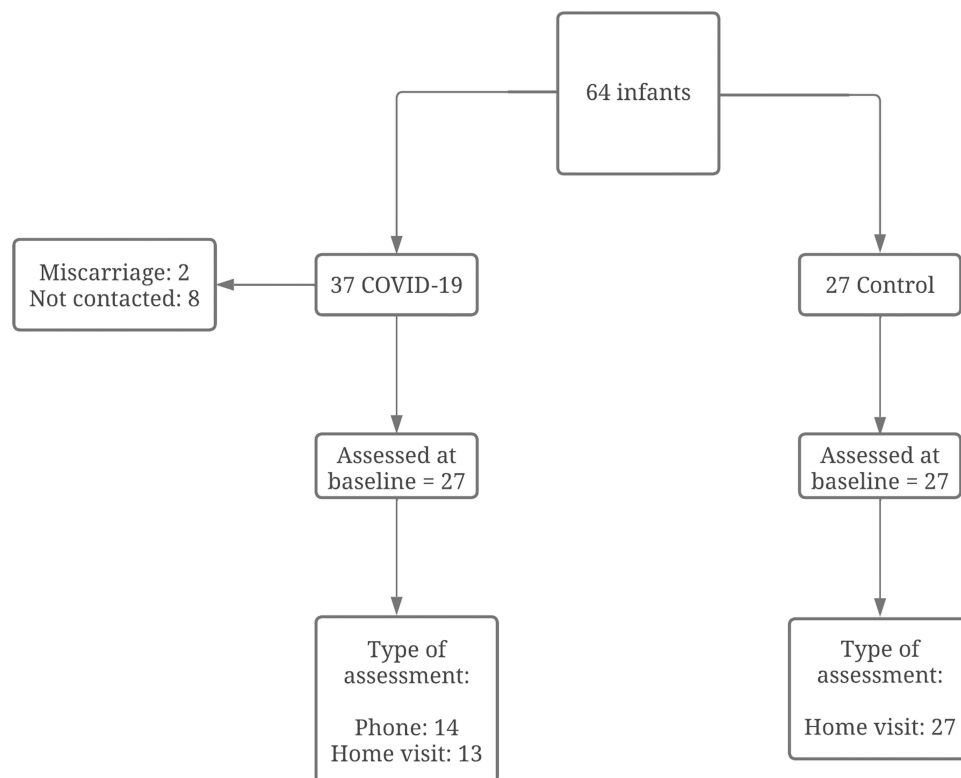 64 infants
Miscarriage: 2
Not contacted: 8
37 COVID-19
27 Control
Assessed at
baseline = 27
Assessed at
baseline = 27
Type of
assessment:
Phone: 14
Home visit: 13
Type of
assessment:
Home visit: 27